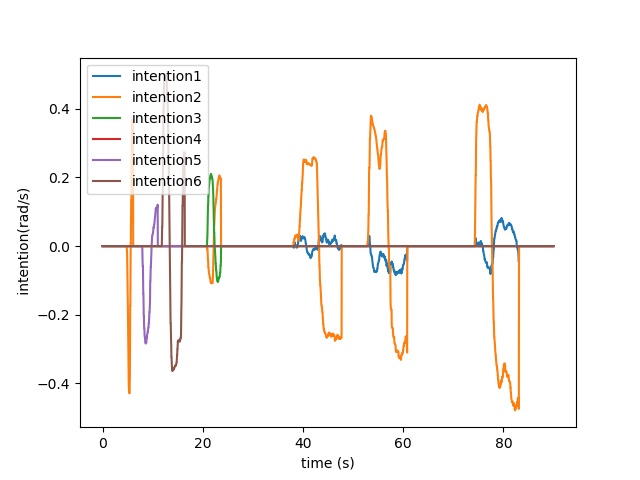 intention1
intention2
intention3
intention4
intention5
intention6
0.4
0.2
0.0
−0.2
−0.4
intention(rad/s)
0 20 40 60 80
time (s)